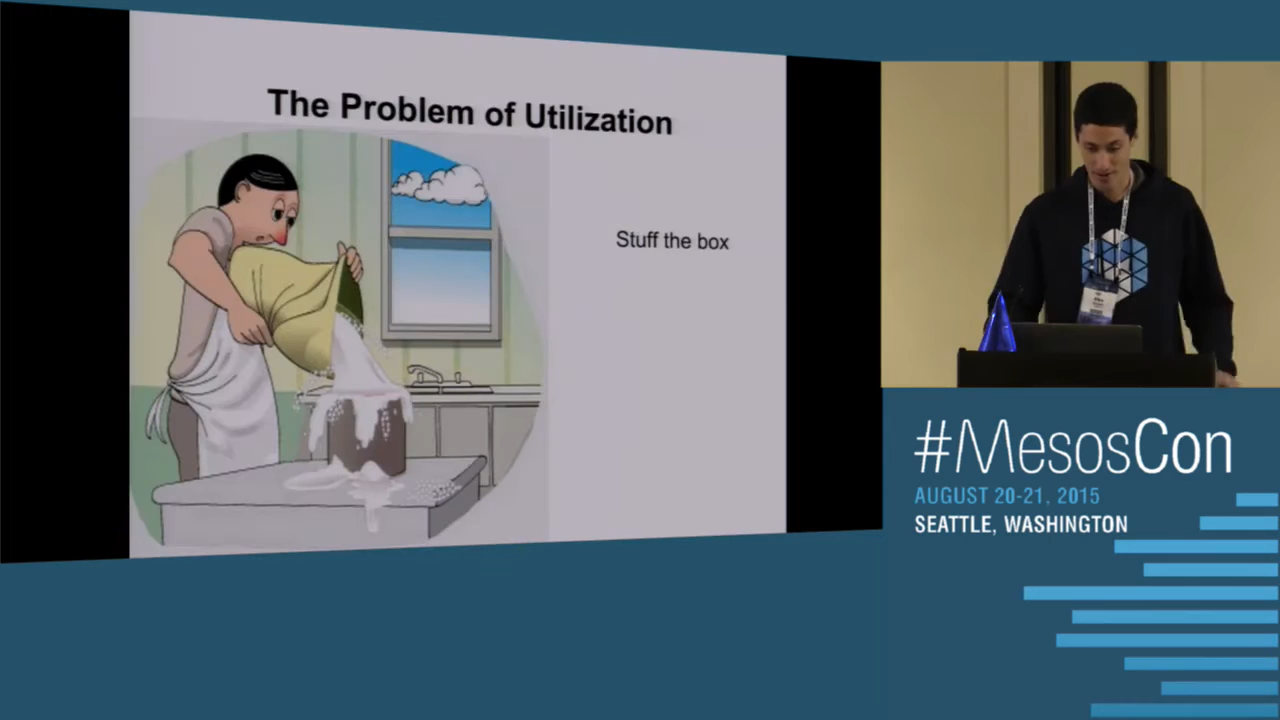 The Problem of Utilization
Stuff the box
#MesosCon
AUGUST 20-21, 2015
SEATTLE, WASHINGTON